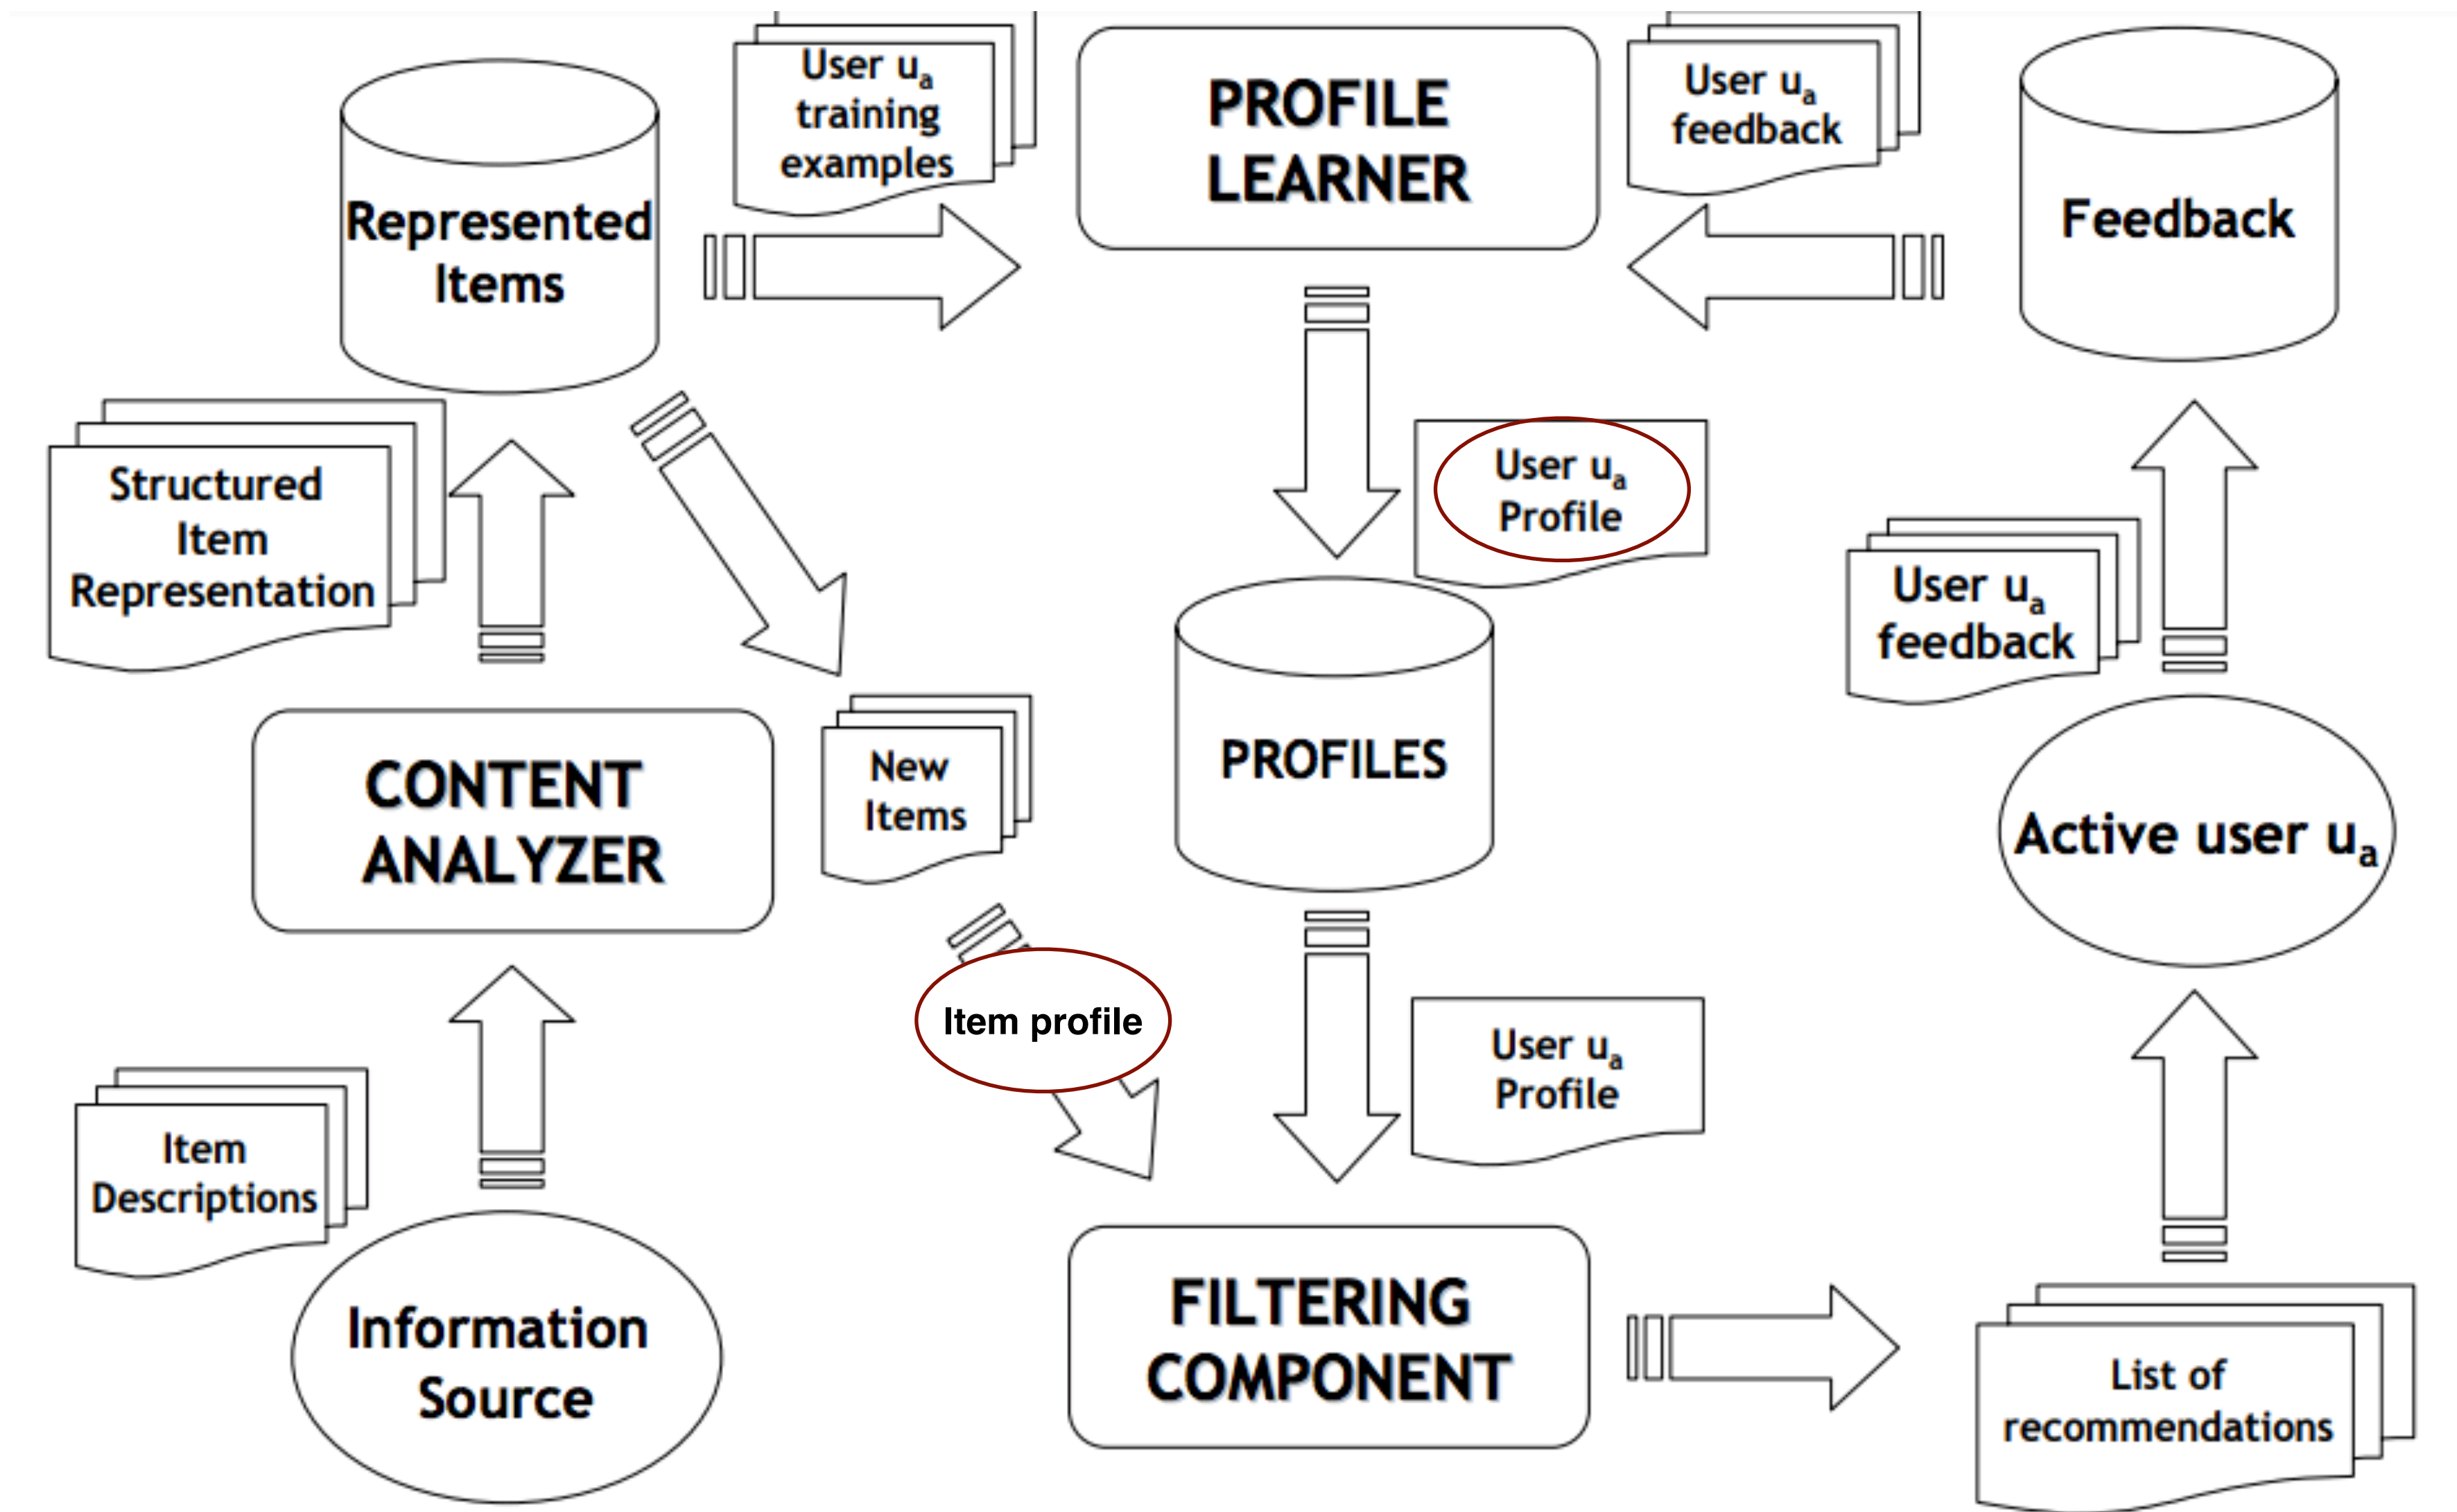 User uₐ
training
examples
PROFILE
LEARNER
User uₐ
feedback
Represented
Items
Feedback
Structured
Item
Representation
User uₐ
Profile
User uₐ
feedback
CONTENT
ANALYZER
New
Items
PROFILES
Active user uₐ
Item profile
Item
Descriptions
User uₐ
Profile
Information
Source
FILTERING
COMPONENT
List of
recommendations